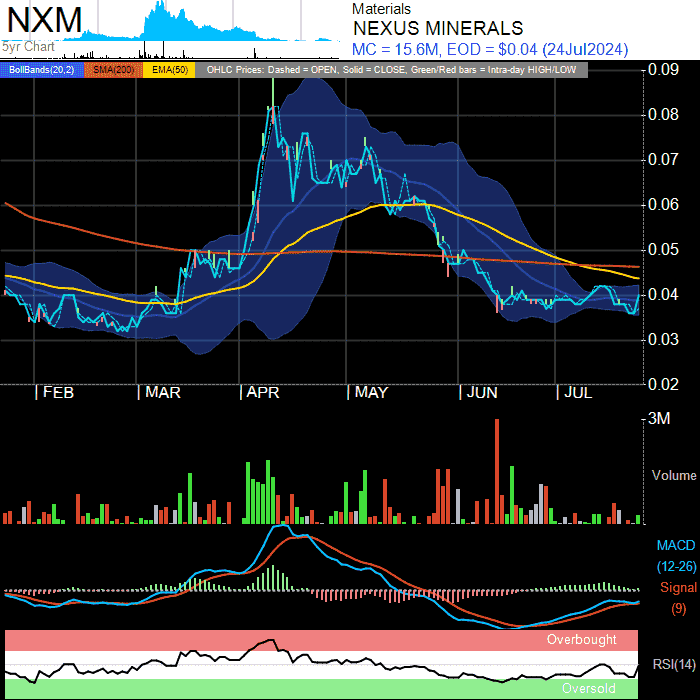 NXM
5yr Chart
Materials
NEXUS MINERALS
MC = 15.6M, EOD = $0.04 (24Jul2024)
BollBands(20,2) SMA(200) EMA(50) OHLC Prices: Dashed = OPEN, Solid = CLOSE, Green/Red bars = Intra-day HIGH/LOW
0.09
0.08
0.07
0.06
0.05
0.04
0.03
0.02
| FEB | MAR | APR | MAY | JUN | JUL
3M
Volume
MACD
(12-26)
Signal
(9)
Overbought
RSI(14)
Oversold